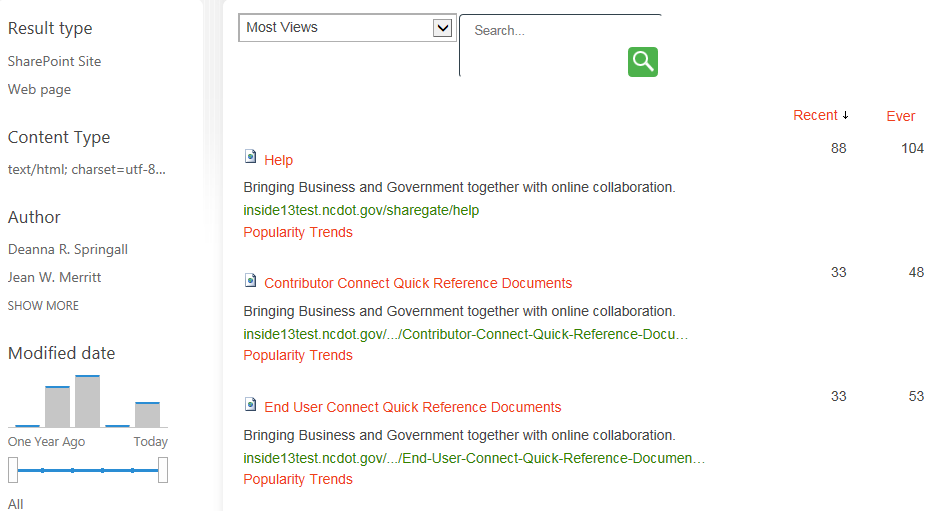 Result type
SharePoint Site
Web page
Content Type
text/html; charset=utf-8...
Author
Deanna R. Springall
Jean W. Merritt
SHOW MORE
Modified date
One Year Ago Today
All
Most Views
Search...
Recent Ever
Help 88 104
Bringing Business and Government together with online collaboration.
inside13test.ncdot.gov/sharegate/help
Popularity Trends
Contributor Connect Quick Reference Documents 33 48
Bringing Business and Government together with online collaboration.
inside13test.ncdot.gov/.../Contributor-Connect-Quick-Reference-Docu...
Popularity Trends
End User Connect Quick Reference Documents 33 53
Bringing Business and Government together with online collaboration.
inside13test.ncdot.gov/.../End-User-Connect-Quick-Reference-Documen...
Popularity Trends